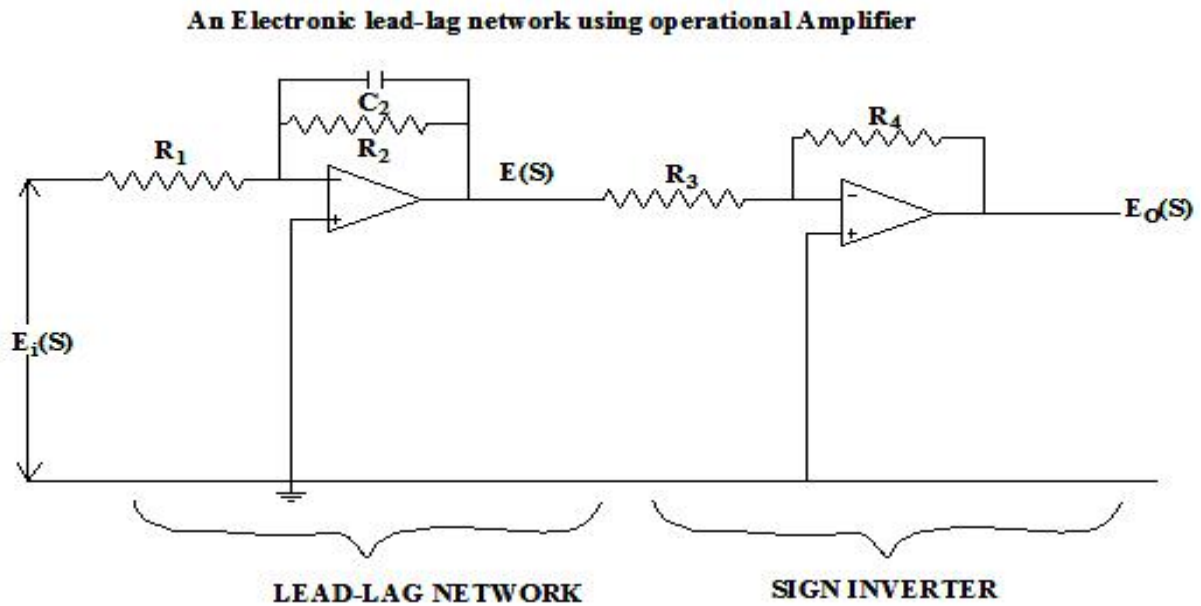 An Electronic lead-lag network using operational Amplifier
C2
R4
R1
R2
E(S)
R3
−
−
EO(S)
+
+
Ei(S)
LEAD-LAG NETWORK
SIGN INVERTER